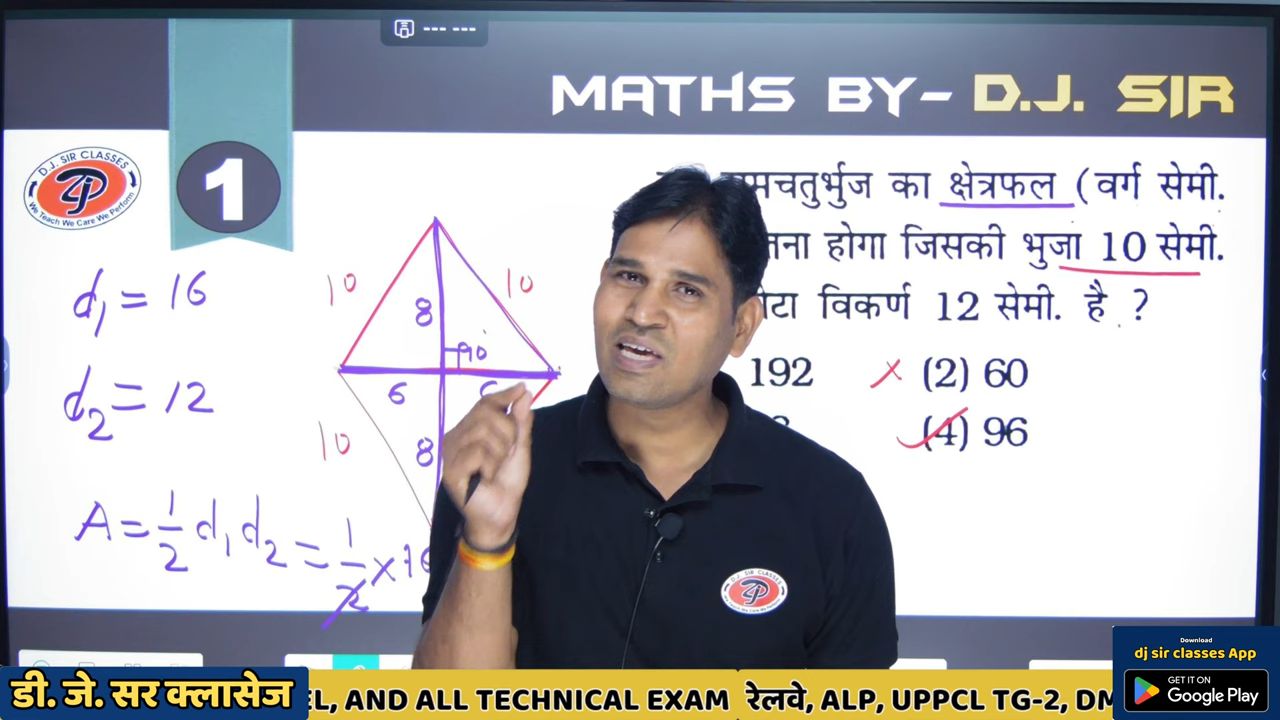 MATHS BY- D.J. SIR
D.J. SIR CLASSES
We Teach We Care We Perform
1
का क्षेत्रफल (वर्ग सेमी.
होगा जिसकी भुजा 10 सेमी.
विकर्ण 12 सेमी. है ?
192 × (2) 60
(4) 96
d₁ = 16
d₂ = 12
A = 1/2 d₁ d₂ = 1/2 ×
10 10
8
90°
6
10
8
D.J. SIR CLASSES
डी. जे. सर क्लासेज
EL, AND ALL TECHNICAL EXAM रेलवे, ALP, UPPCL TG-2, DM
Download
dj sir classes App
GET IT ON
Google Play